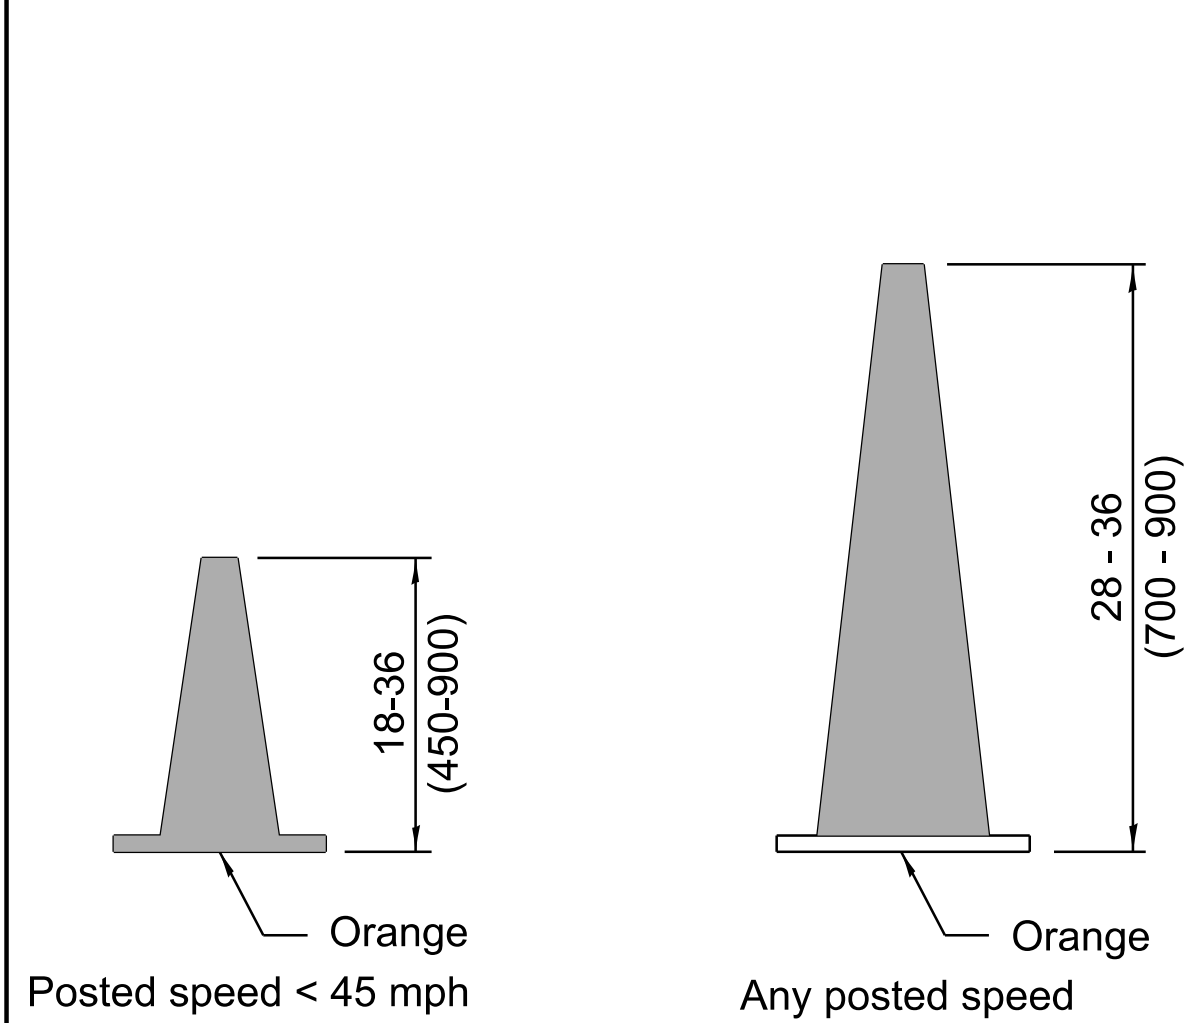 18-36
(450-900)
Orange
Posted speed < 45 mph
28 - 36
(700 - 900)
Orange
Any posted speed